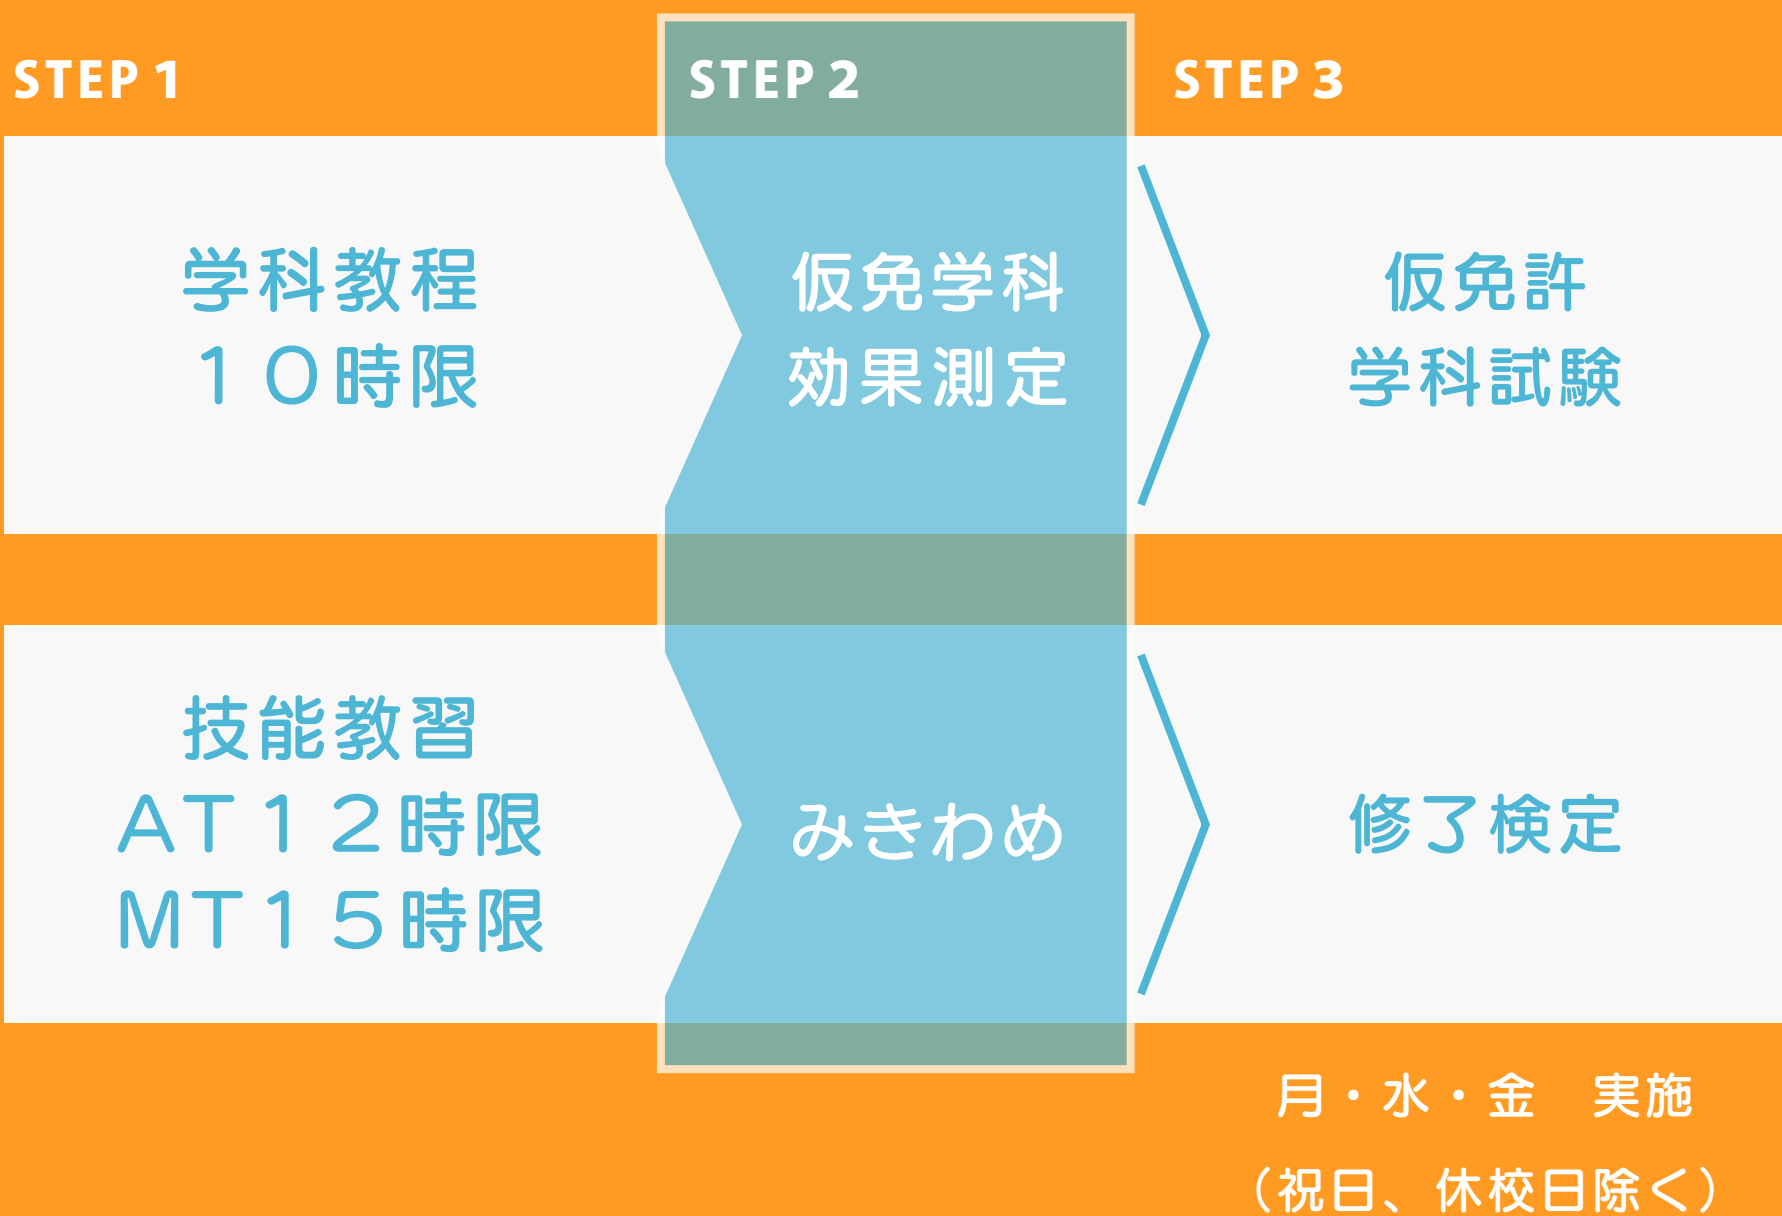 STEP 1
STEP 2
STEP 3
学科教程
１０時限
仮免学科
効果測定
仮免許
学科試験
技能教習
ＡＴ１２時限
ＭＴ１５時限
みきわめ
修了検定
月・水・金　実施
（祝日、休校日除く）